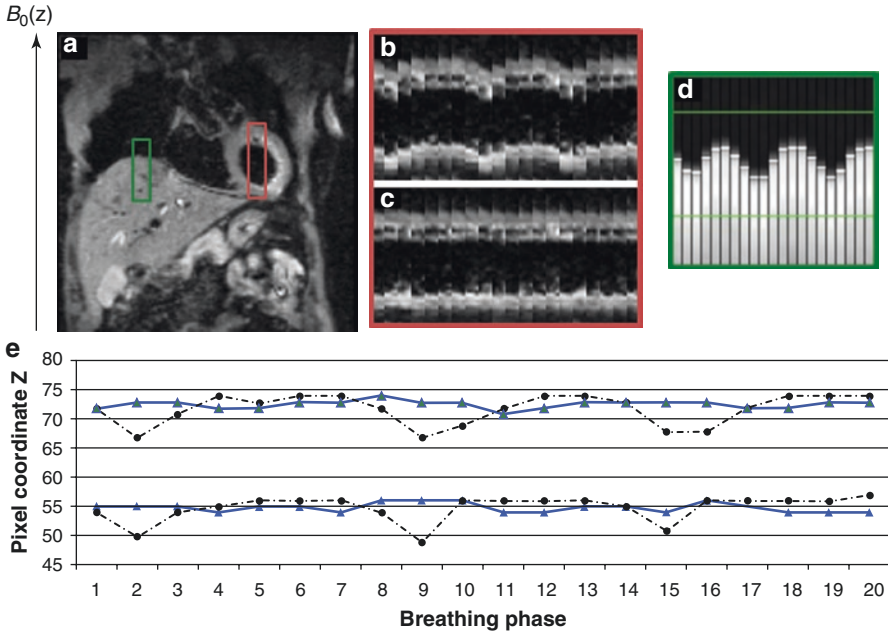 B₀(z)
a
b
c
d
e
80
75
70
65
60
55
50
45
Pixel coordinate Z
1 2 3 4 5 6 7 8 9 10 11 12 13 14 15 16 17 18 19 20
Breathing phase